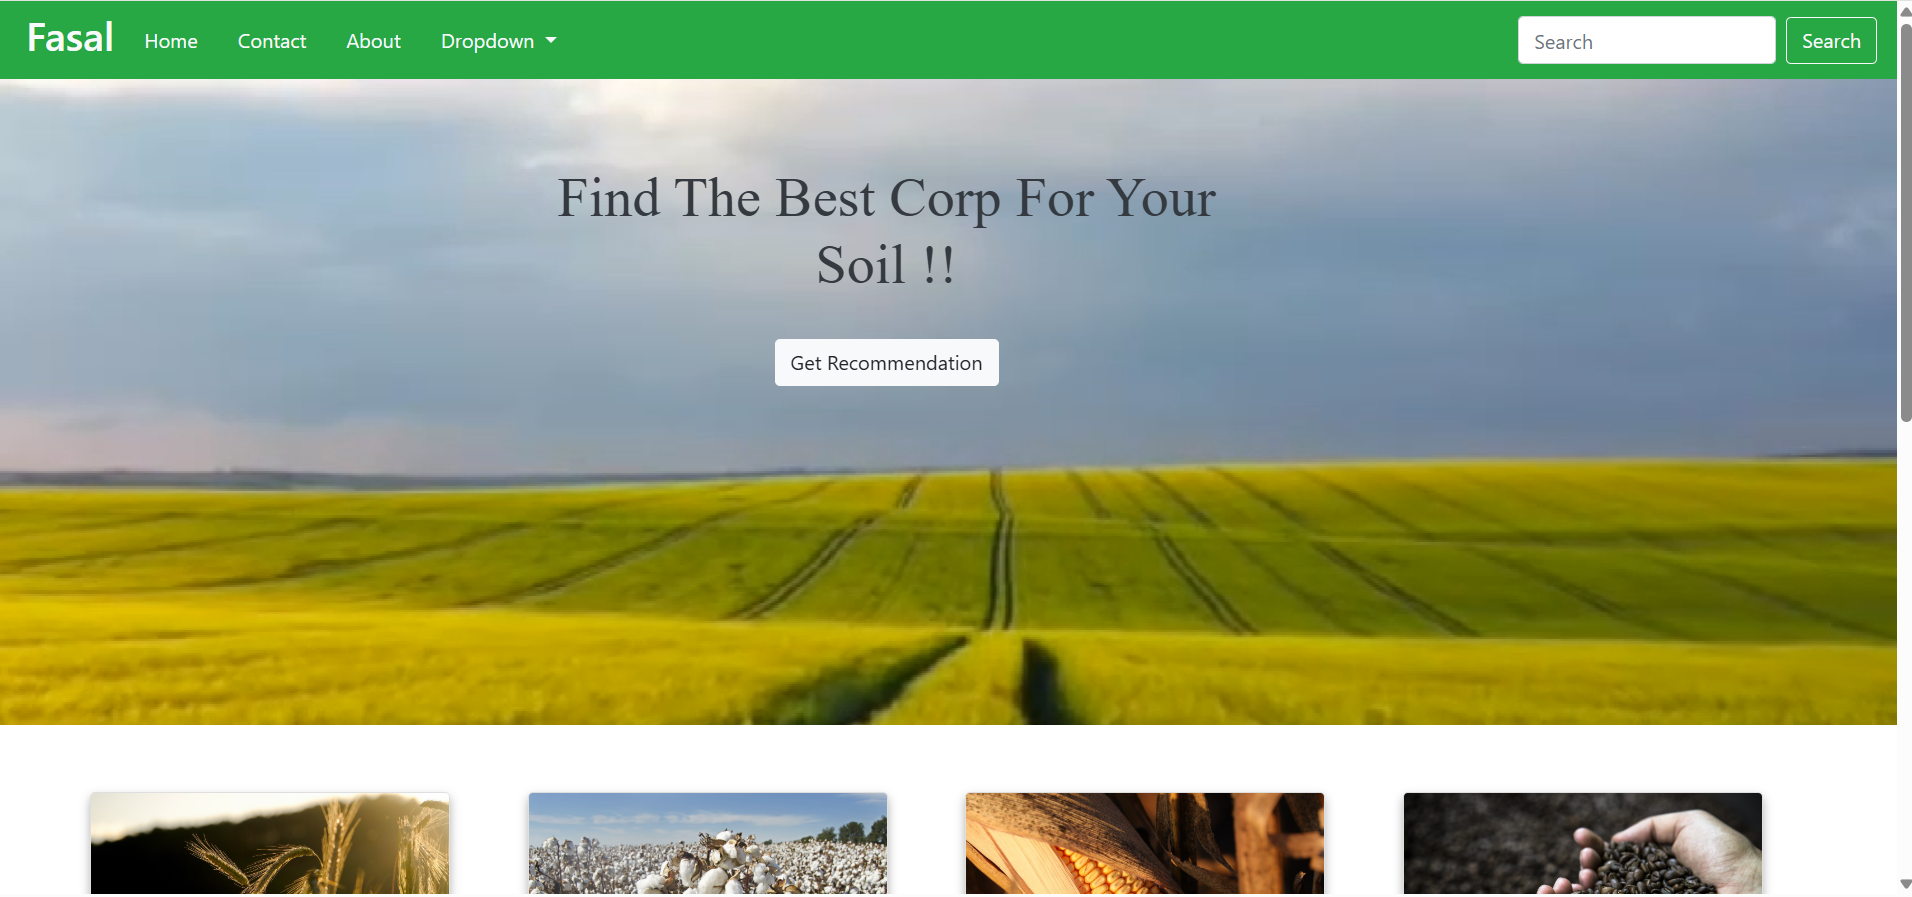 Fasal Home Contact About Dropdown Search Search
Find The Best Corp For Your
Soil !!
Get Recommendation